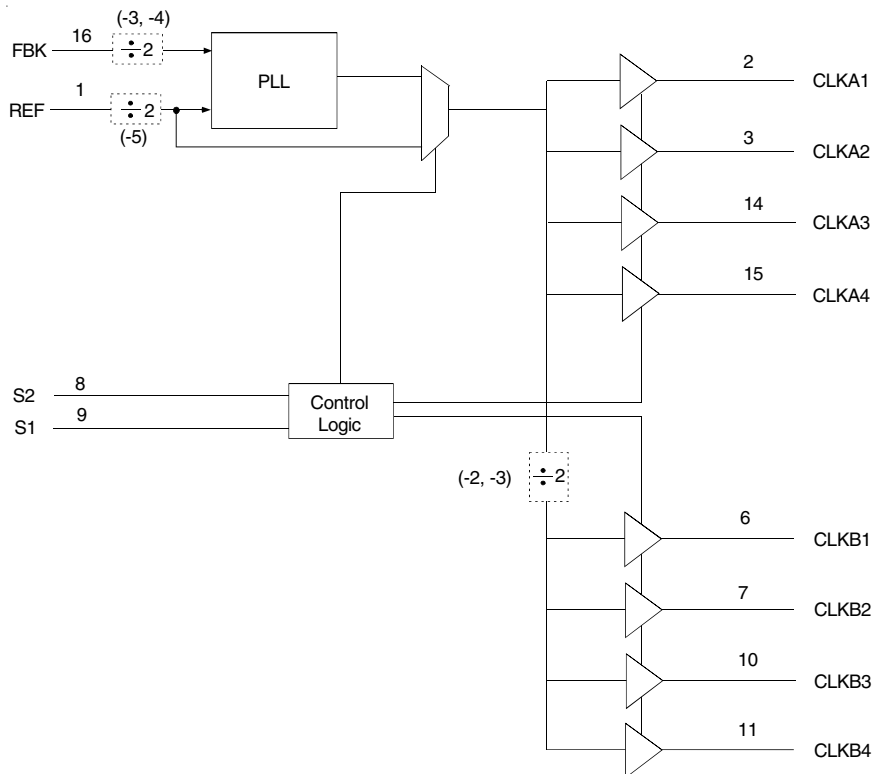 (-3, -4)
FBK 16 ÷2
PLL
REF 1 ÷2
(-5)
2 CLKA1
3 CLKA2
14 CLKA3
15 CLKA4
S2 8
S1 9
Control
Logic
(-2, -3) ÷2
6 CLKB1
7 CLKB2
10 CLKB3
11 CLKB4